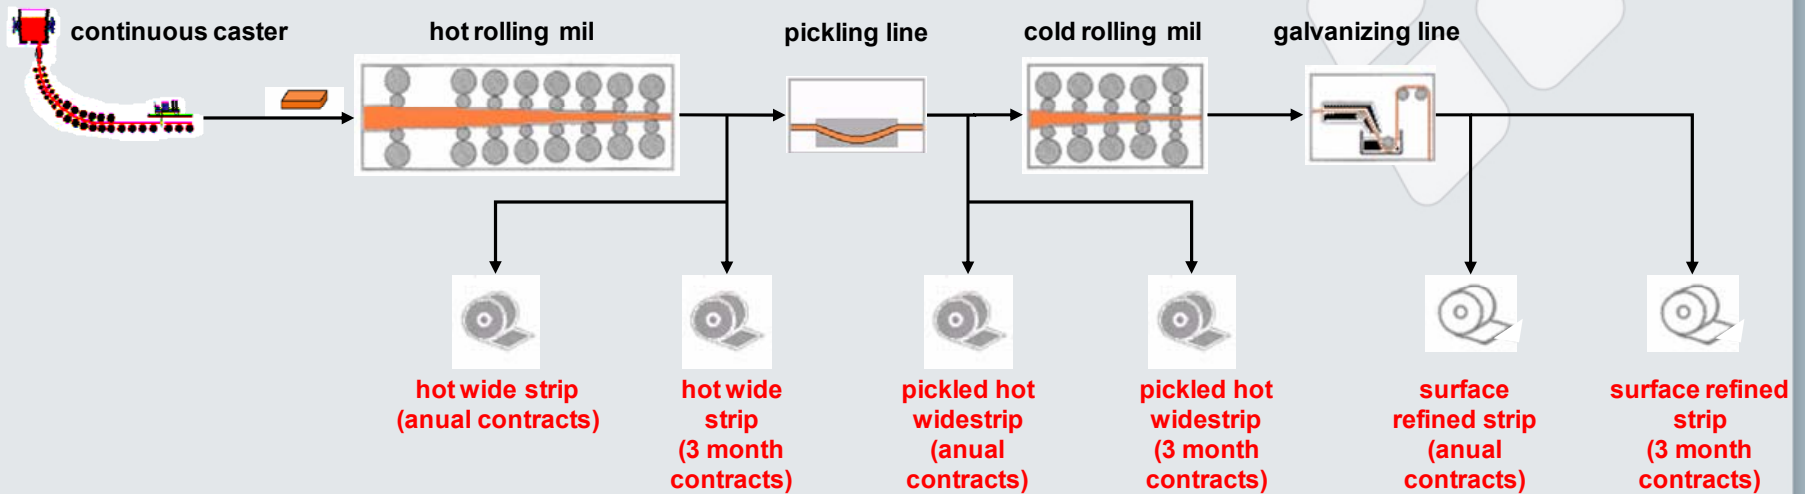 continuous caster
hot rolling mil
pickling line
cold rolling mil
galvanizing line
hot wide strip
(anual contracts)
hot wide
strip
(3 month
contracts)
pickled hot
widestrip
(anual
contracts)
pickled hot
widestrip
(3 month
contracts)
surface
refined strip
(anual
contracts)
surface refined
strip
(3 month
contracts)